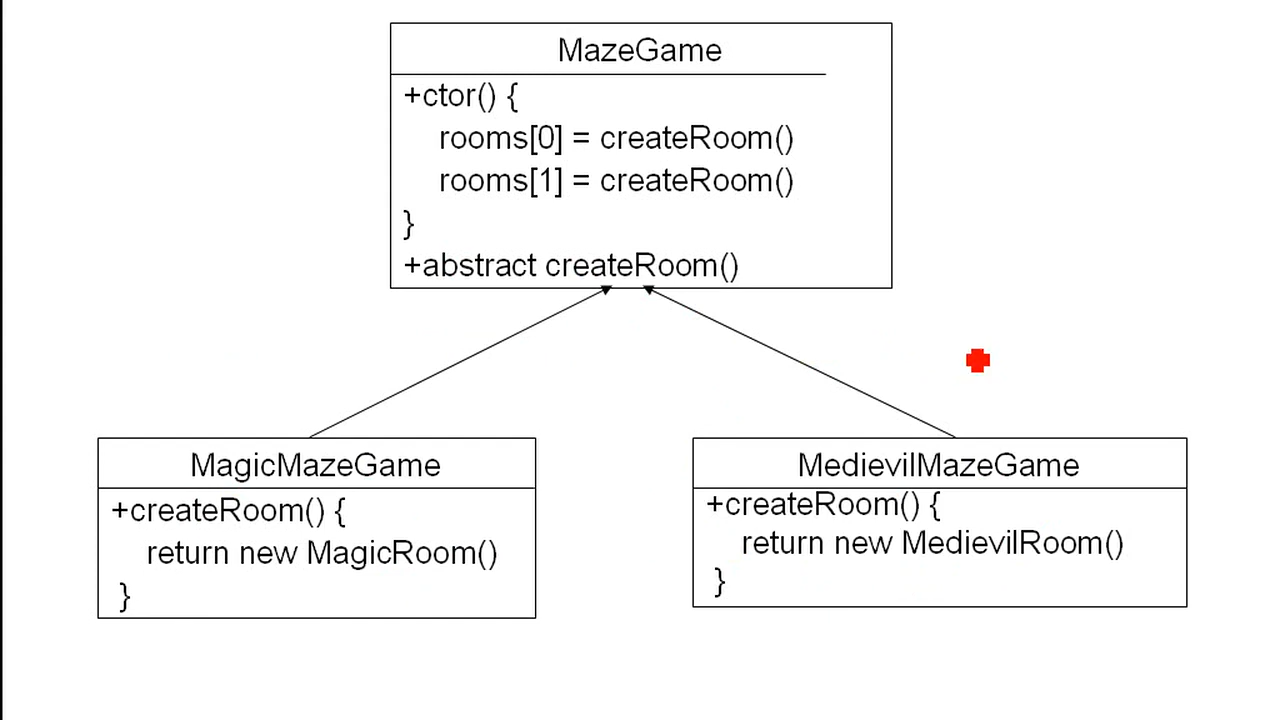 MazeGame
+ctor() {
rooms[0] = createRoom()
rooms[1] = createRoom()
}
+abstract createRoom()
MagicMazeGame
+createRoom() {
return new MagicRoom()
}
MedievilMazeGame
+createRoom() {
return new MedievilRoom()
}